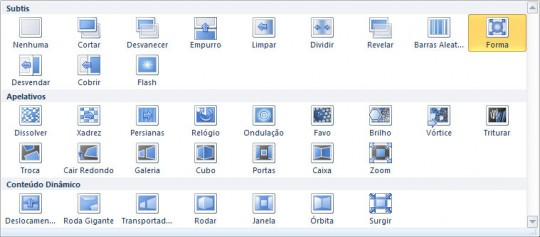 Subtis
Nenhuma Cortar Desvanecer Empurro Limpar Dividir Revelar Barras Aleat... Forma
Desvendar Cobrir Flash
Apelativos
Dissolver Xadrez Persianas Relógio Ondulação Favo Brilho Vórtice Triturar
Troca Cair Redondo Galeria Cubo Portas Caixa Zoom
Conteúdo Dinâmico
Deslocamen... Roda Gigante Transportad... Rodar Janela Órbita Surgir